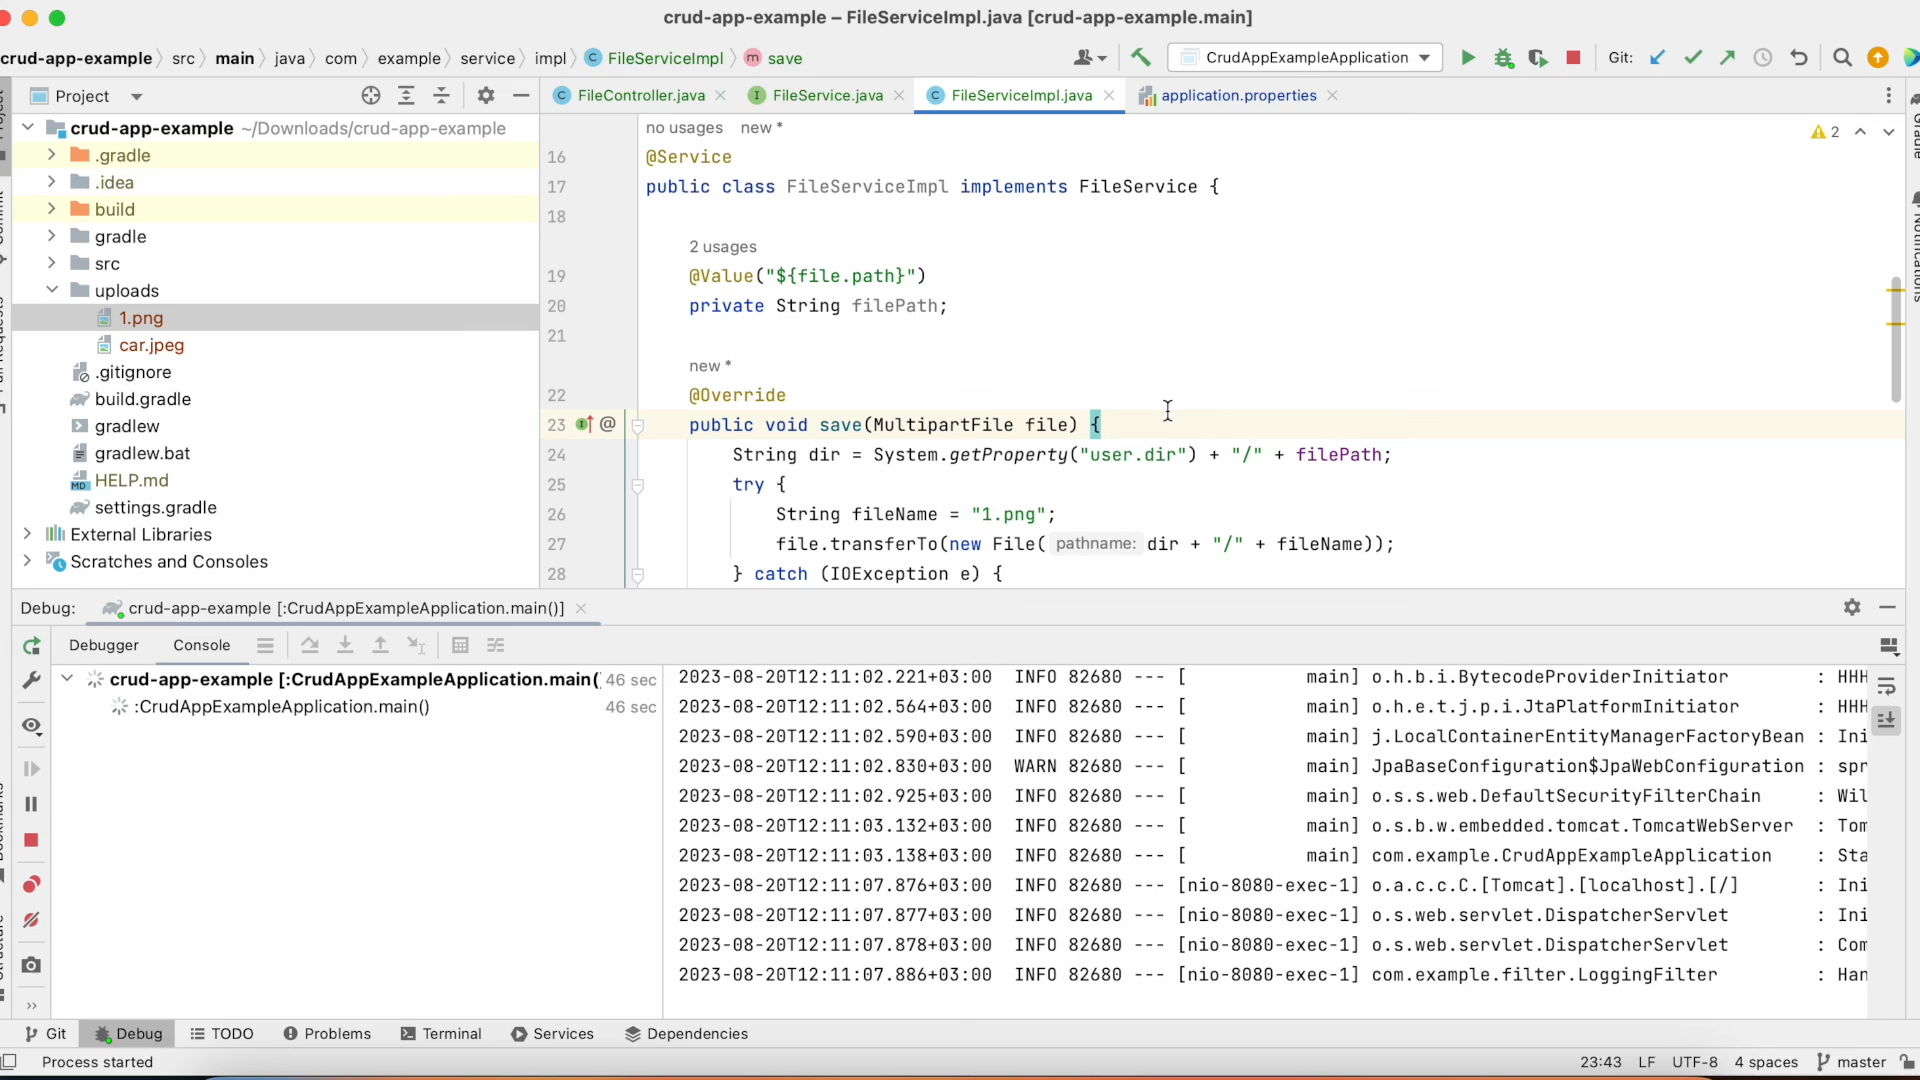 crud-app-example – FileServiceImpl.java [crud-app-example.main]
crud-app-example src main java com example service impl C FileServiceImpl m save
CrudAppExampleApplication Git:
Project
FileController.java FileService.java FileServiceImpl.java application.properties
crud-app-example ~/Downloads/crud-app-example
.gradle
.idea
build
gradle
src
uploads
1.png
car.jpeg
.gitignore
build.gradle
gradlew
gradlew.bat
HELP.md
settings.gradle
External Libraries
Scratches and Consoles
no usages new *
2
16 @Service
17 public class FileServiceImpl implements FileService {
18
2 usages
19 @Value("${file.path}")
20 private String filePath;
21
new *
22 @Override
23 public void save(MultipartFile file) {
24 String dir = System.getProperty("user.dir") + "/" + filePath;
25 try {
26 String fileName = "1.png";
27 file.transferTo(new File( pathname: dir + "/" + fileName));
28 } catch (IOException e) {
Gradle
Notifications
Debug: crud-app-example [:CrudAppExampleApplication.main()]
Debugger Console
crud-app-example [:CrudAppExampleApplication.main( 46 sec
:CrudAppExampleApplication.main() 46 sec
2023-08-20T12:11:02.221+03:00 INFO 82680 --- [ main] o.h.b.i.BytecodeProviderInitiator : HHH
2023-08-20T12:11:02.564+03:00 INFO 82680 --- [ main] o.h.e.t.j.p.i.JtaPlatformInitiator : HHH
2023-08-20T12:11:02.590+03:00 INFO 82680 --- [ main] j.LocalContainerEntityManagerFactoryBean : Ini
2023-08-20T12:11:02.830+03:00 WARN 82680 --- [ main] JpaBaseConfiguration$JpaWebConfiguration : spr
2023-08-20T12:11:02.925+03:00 INFO 82680 --- [ main] o.s.s.web.DefaultSecurityFilterChain : Wil
2023-08-20T12:11:03.132+03:00 INFO 82680 --- [ main] o.s.b.w.embedded.tomcat.TomcatWebServer : Tom
2023-08-20T12:11:03.138+03:00 INFO 82680 --- [ main] com.example.CrudAppExampleApplication : Sta
2023-08-20T12:11:07.876+03:00 INFO 82680 --- [nio-8080-exec-1] o.a.c.c.C.[Tomcat].[localhost].[/] : Ini
2023-08-20T12:11:07.877+03:00 INFO 82680 --- [nio-8080-exec-1] o.s.web.servlet.DispatcherServlet : Ini
2023-08-20T12:11:07.878+03:00 INFO 82680 --- [nio-8080-exec-1] o.s.web.servlet.DispatcherServlet : Com
2023-08-20T12:11:07.886+03:00 INFO 82680 --- [nio-8080-exec-1] com.example.filter.LoggingFilter : Han
Git Debug TODO Problems Terminal Services Dependencies
Process started 23:43 LF UTF-8 4 spaces master